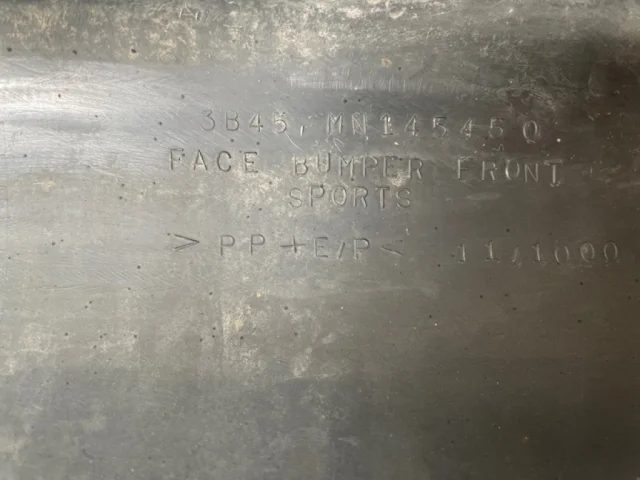 3B45, MN145450
FACE BUMPER FRONT
SPORTS
>PP+E/P< 11,1000